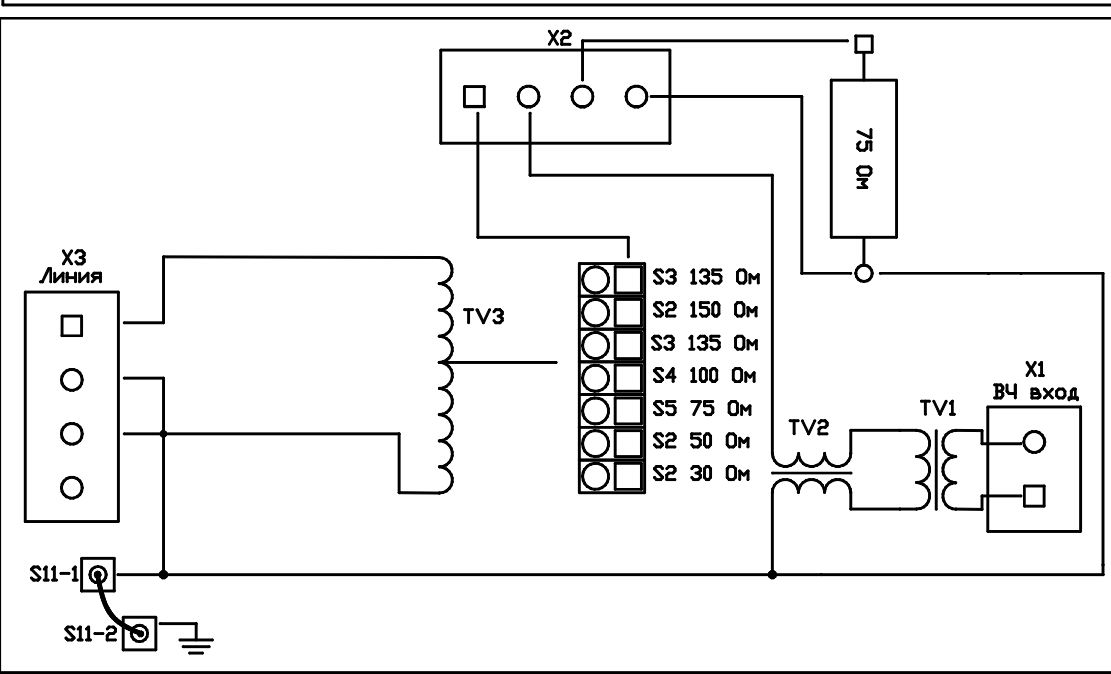 X2
75 Ом
X3
Линия
TV3
S3 135 Ом
S2 150 Ом
S3 135 Ом
S4 100 Ом
S5 75 Ом
S2 50 Ом
S2 30 Ом
X1
ВЧ вход
TV1
TV2
S11-1
S11-2